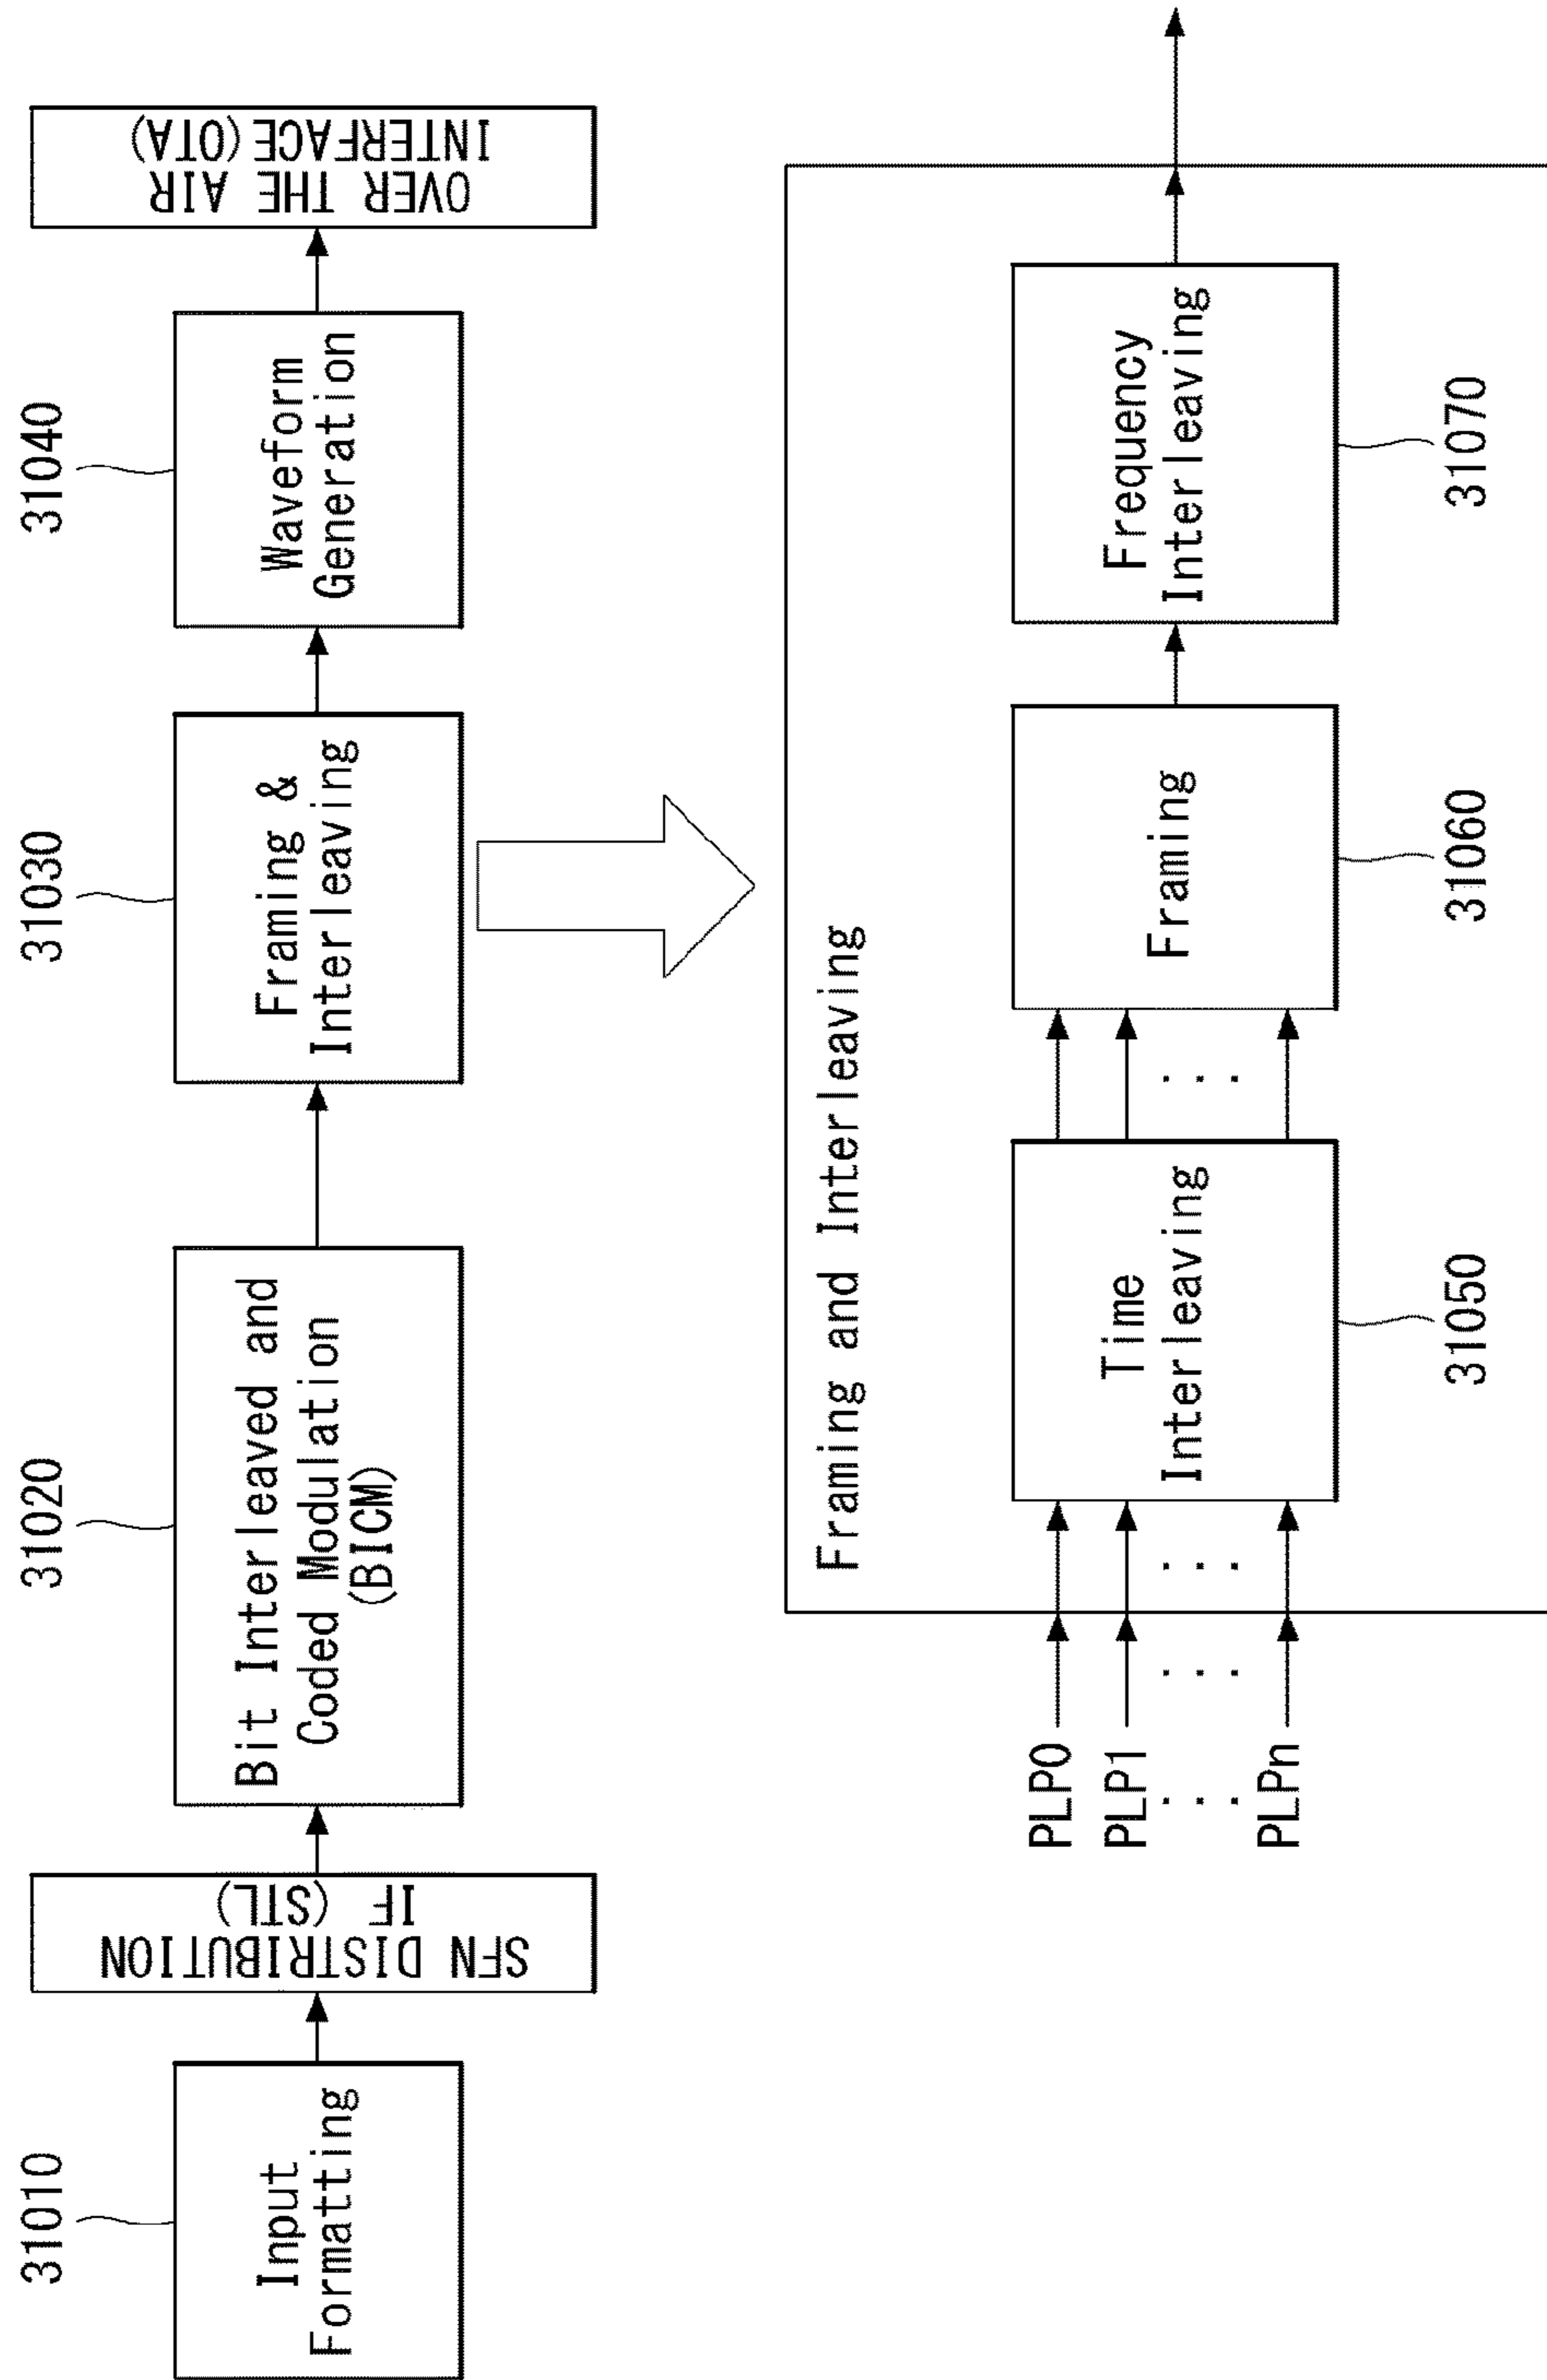 31010
Input
Formatting
SFN DISTRIBUTION
IF (STL)
31020
Bit Interleaved and
Coded Modulation
(BICM)
31030
Framing &
Interleaving
31040
Waveform
Generation
OVER THE AIR
INTERFACE(OTA)
Framing and Interleaving
PLP0
PLP1
. . .
PLPn
. . .
. . .
Time
Interleaving
31050
. . .
Framing
31060
Frequency
Interleaving
31070